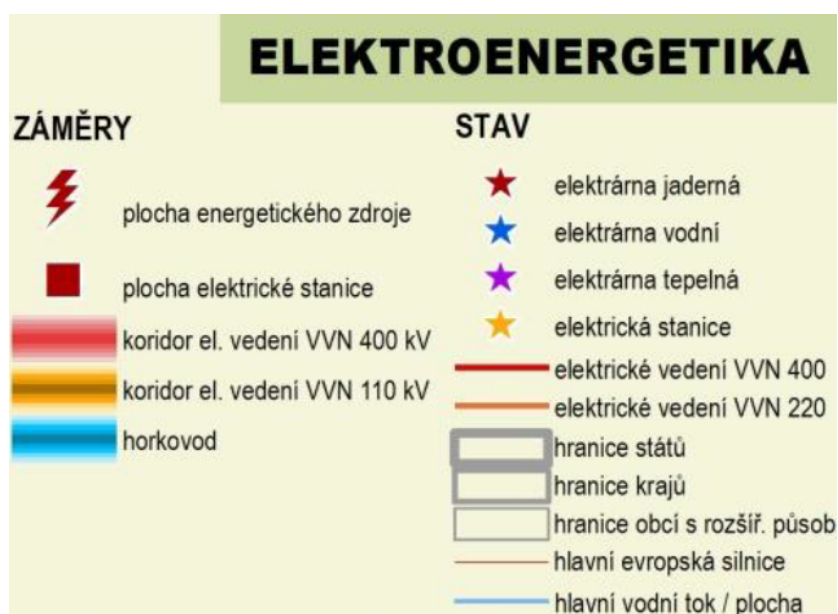 ELEKTROENERGETIKA
ZÁMĚRY
plocha energetického zdroje
plocha elektrické stanice
koridor el. vedení VVN 400 kV
koridor el. vedení VVN 110 kV
horkovod
STAV
elektrárna jaderná
elektrárna vodní
elektrárna tepelná
elektrická stanice
elektrické vedení VVN 400
elektrické vedení VVN 220
hranice států
hranice krajů
hranice obcí s rozšíř. působ
hlavní evropská silnice
hlavní vodní tok / plocha